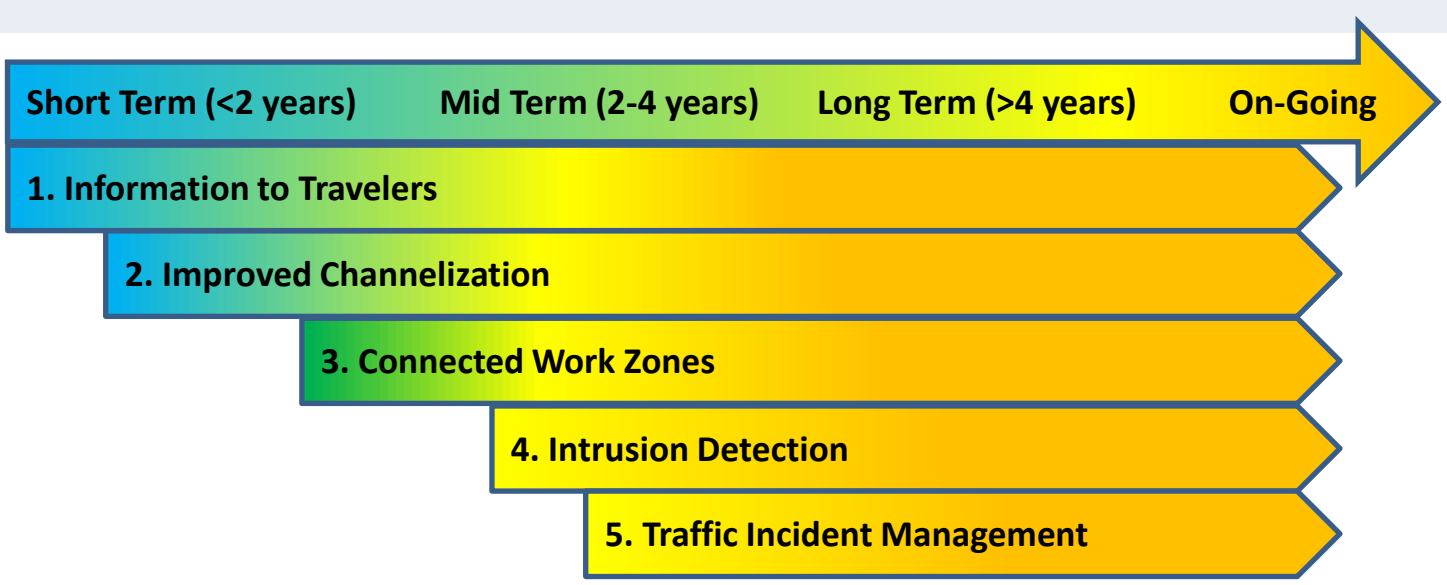 Short Term (<2 years) Mid Term (2-4 years) Long Term (>4 years) On-Going
1. Information to Travelers
2. Improved Channelization
3. Connected Work Zones
4. Intrusion Detection
5. Traffic Incident Management